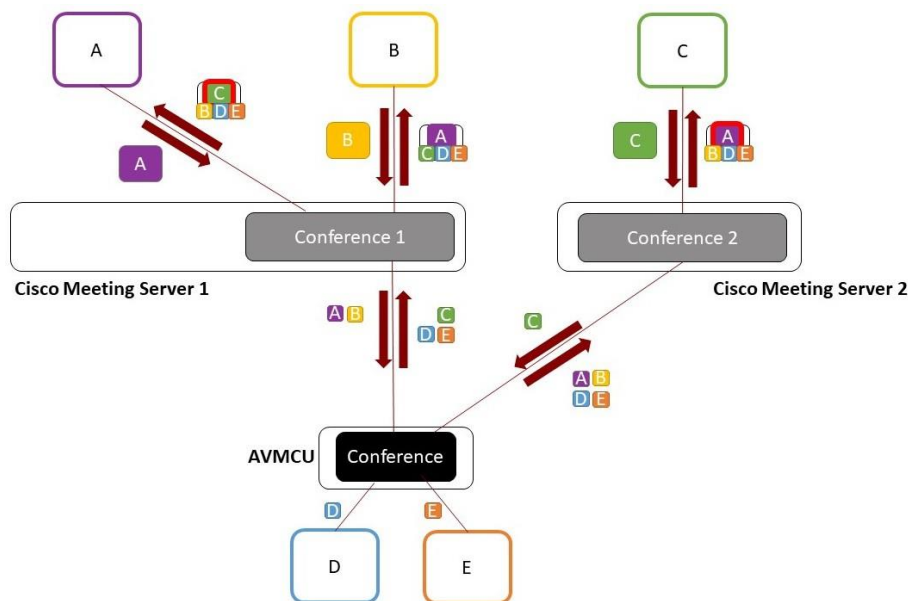 A
B
C
C
B D E
A
B
A
C D E
C
A
B D E
Conference 1
Conference 2
Cisco Meeting Server 1
Cisco Meeting Server 2
A B
C
D E
C
A B
D E
AVMCU
Conference
D
E
D
E